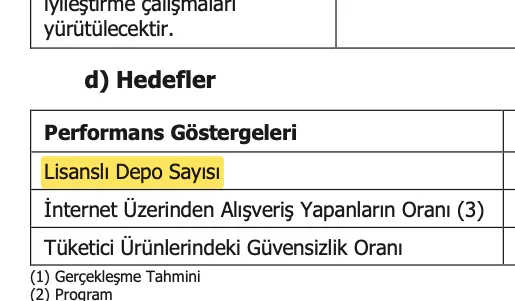 iyileştirme çalışmaları
yürütülecektir.
d) Hedefler
Performans Göstergeleri
Lisanslı Depo Sayısı
İnternet Üzerinden Alışveriş Yapanların Oranı (3)
Tüketici Ürünlerindeki Güvensizlik Oranı
(1) Gerçekleşme Tahmini
(2) Program